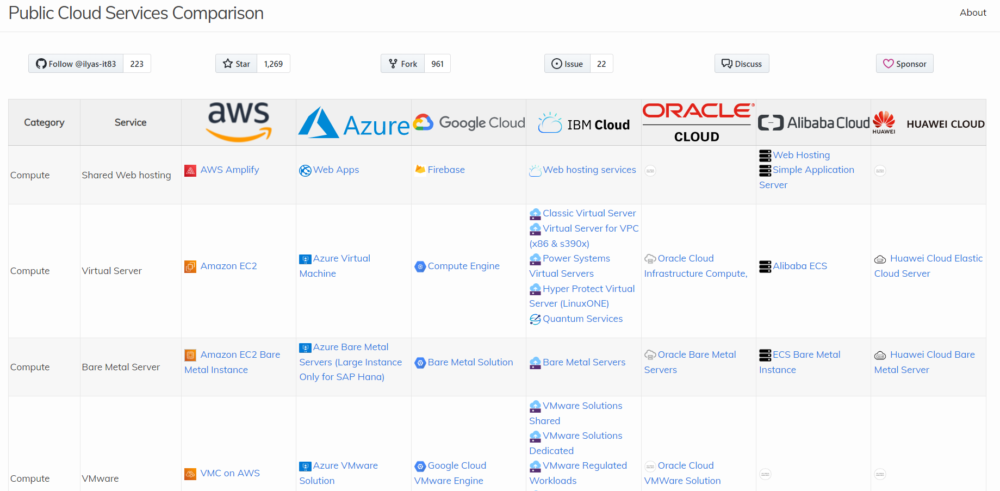 Public Cloud Services Comparison
About
Follow @ilyas-it83 223
Star 1,269
Fork 961
Issue 22
Discuss
Sponsor
Category
Service
aws
Azure
Google Cloud
IBM Cloud
ORACLE®
CLOUD
Alibaba Cloud
HUAWEI
HUAWEI CLOUD
Compute
Shared Web hosting
AWS Amplify
Web Apps
Firebase
Web hosting services
Web Hosting
Simple Application
Server
Compute
Virtual Server
Amazon EC2
Azure Virtual
Machine
Compute Engine
Classic Virtual Server
Virtual Server for VPC
(x86 & s390x)
Power Systems
Virtual Servers
Hyper Protect Virtual
Server (LinuxONE)
Quantum Services
Oracle Cloud
Infrastructure Compute,
Alibaba ECS
Huawei Cloud Elastic
Cloud Server
Compute
Bare Metal Server
Amazon EC2 Bare
Metal Instance
Azure Bare Metal
Servers (Large Instance
Only for SAP Hana)
Bare Metal Solution
Bare Metal Servers
Oracle Bare Metal
Servers
ECS Bare Metal
Instance
Huawei Cloud Bare
Metal Server
Compute
VMware
VMC on AWS
Azure VMware
Solution
Google Cloud
VMware Engine
VMware Solutions
Shared
VMware Solutions
Dedicated
VMware Regulated
Workloads
Oracle Cloud
VMWare Solution